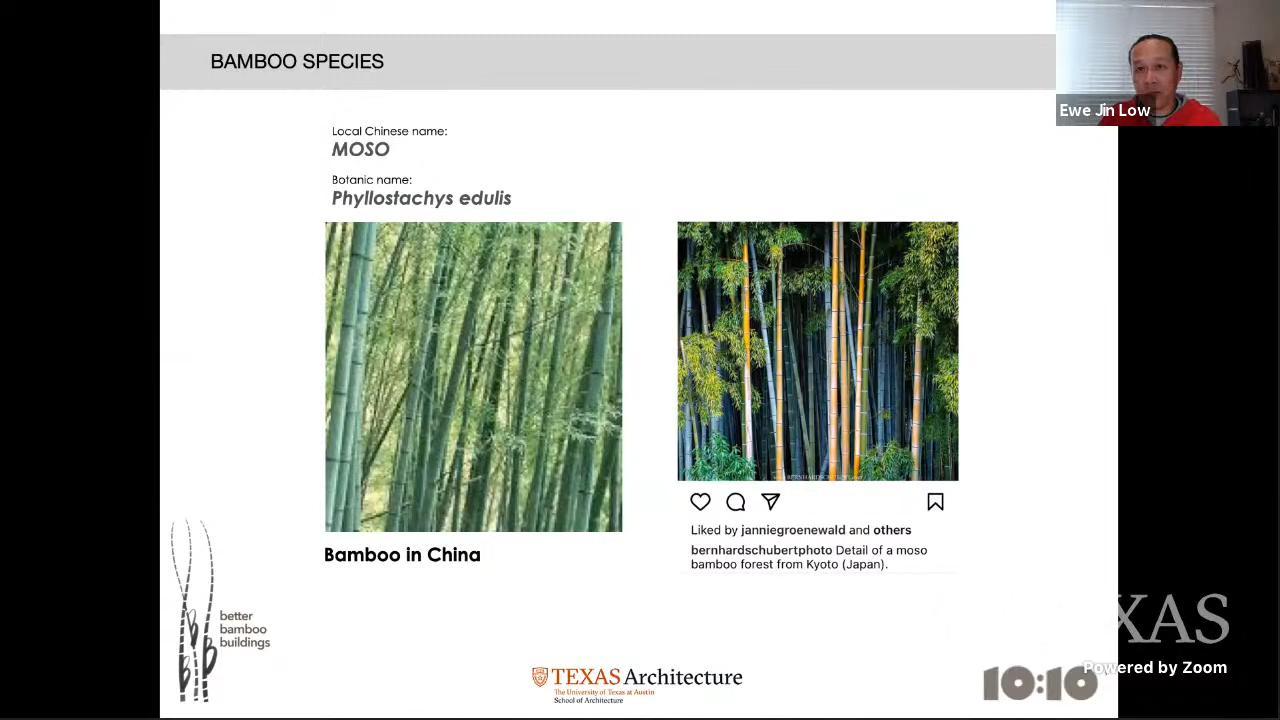 BAMBOO SPECIES
Ewe Jin Low
Local Chinese name:
MOSO
Botanic name:
Phyllostachys edulis
Bamboo in China
Liked by janniegroenewald and others
bernhardschubertphoto Detail of a moso
bamboo forest from Kyoto (Japan).
better
bamboo
buildings
TEXAS Architecture
The University of Texas at Austin
School of Architecture
10:10
XAS
Powered by Zoom